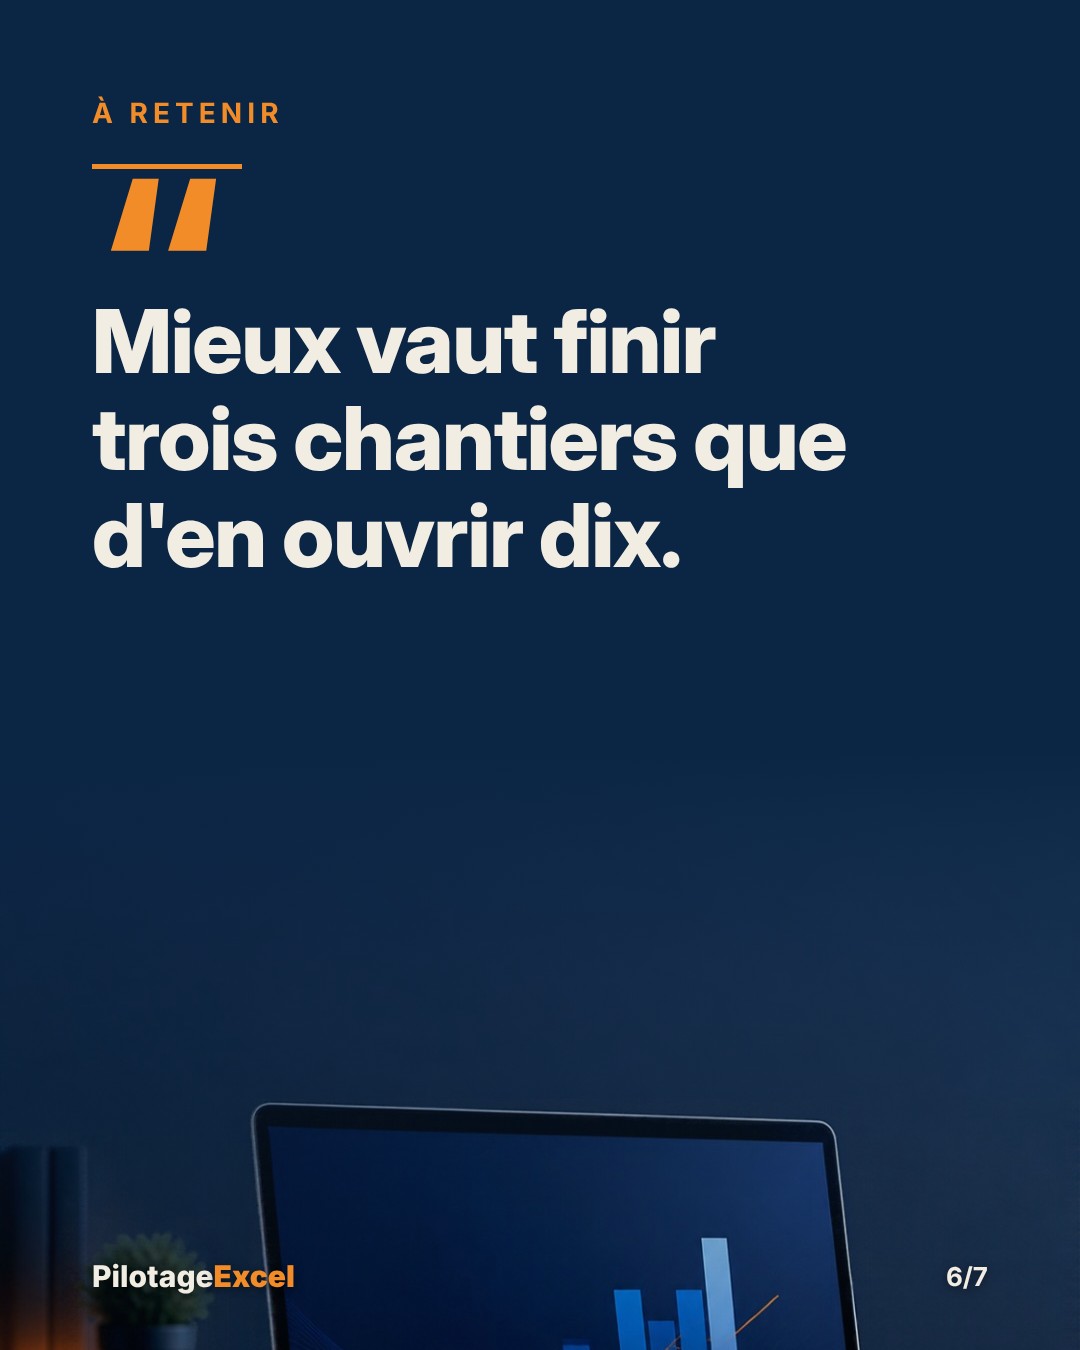 À RETENIR
"
Mieux vaut finir
trois chantiers que
d'en ouvrir dix.
PilotageExcel
6/7